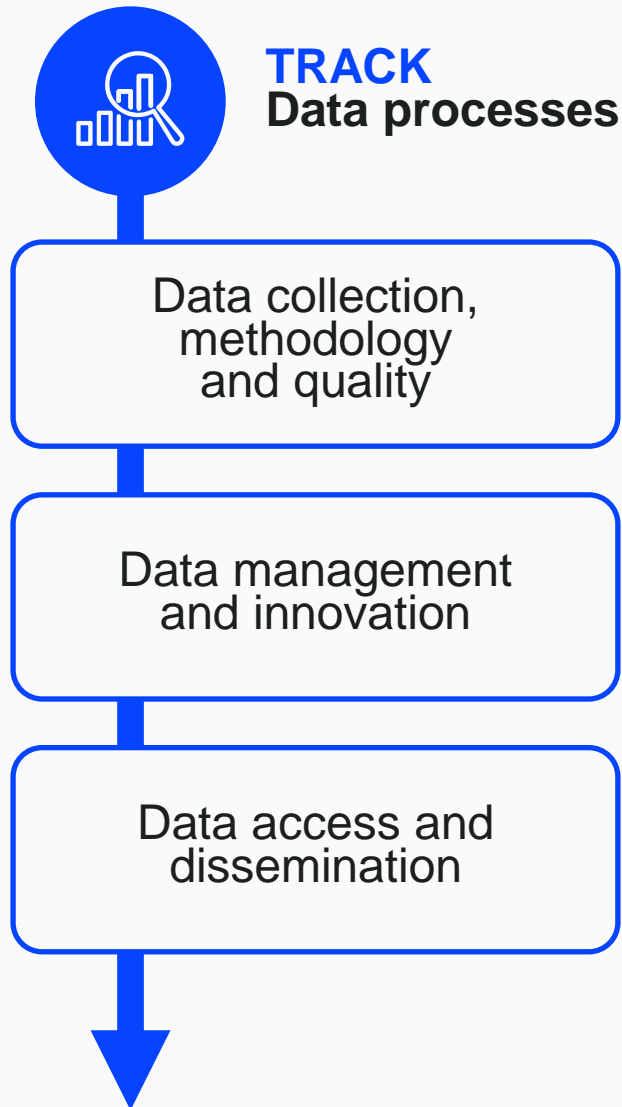 TRACK
Data processes
Data collection,
methodology
and quality
Data management
and innovation
Data access and
dissemination